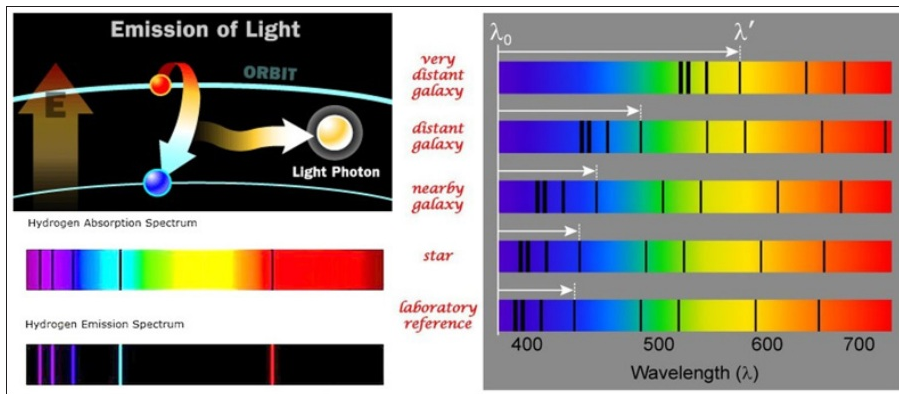 Emission of Light
ORBIT
E
Light Photon
Hydrogen Absorption Spectrum
Hydrogen Emission Spectrum
very
distant
galaxy
distant
galaxy
nearby
galaxy
star
laboratory
reference
λ₀
λ′
400 500 600 700
Wavelength (λ)